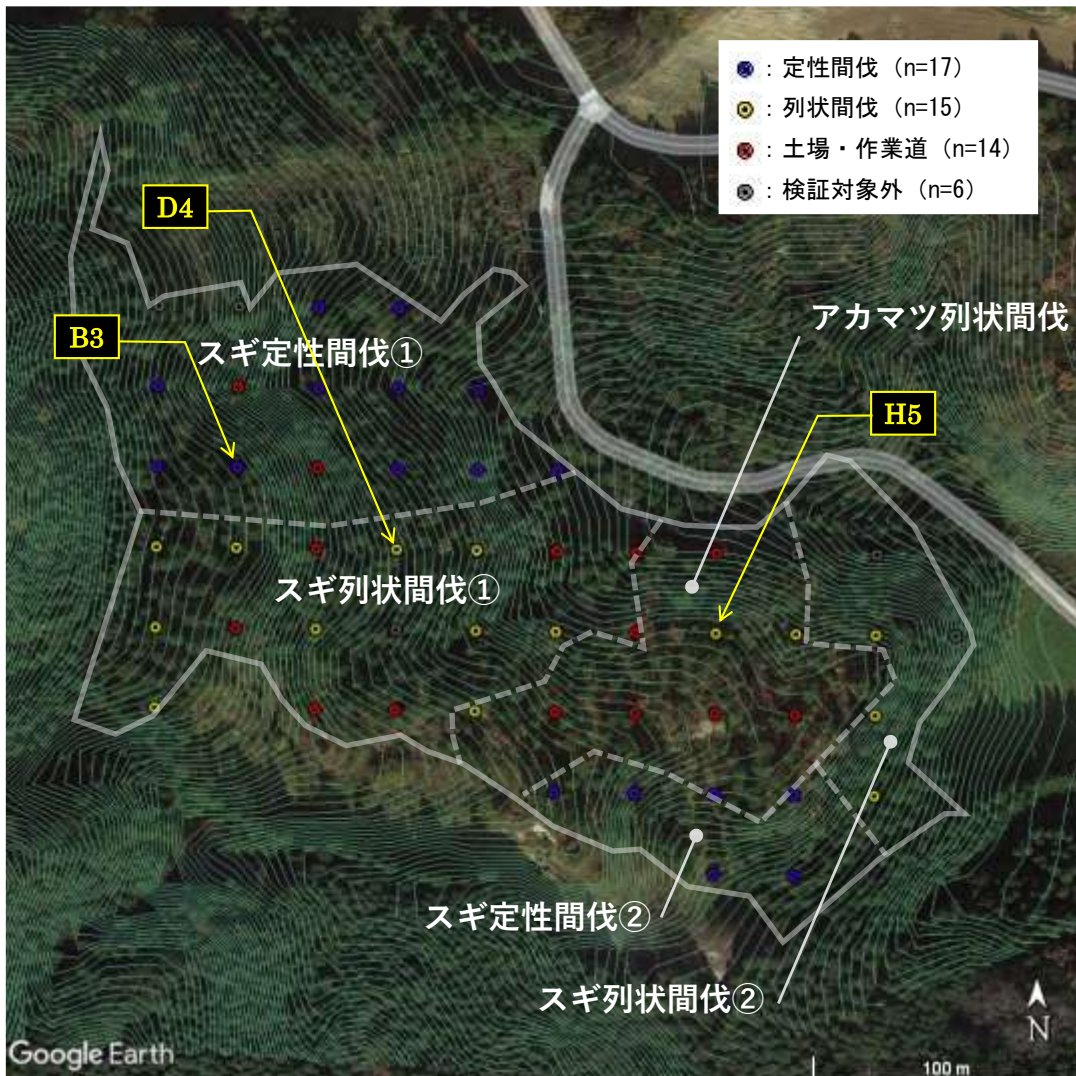 ：定性間伐（n=17）
：列状間伐（n=15）
：土場・作業道（n=14）
：検証対象外（n=6）
D4
B3
スギ定性間伐①
アカマツ列状間伐
H5
スギ列状間伐①
スギ定性間伐②
スギ列状間伐②
N
Google Earth
100 m